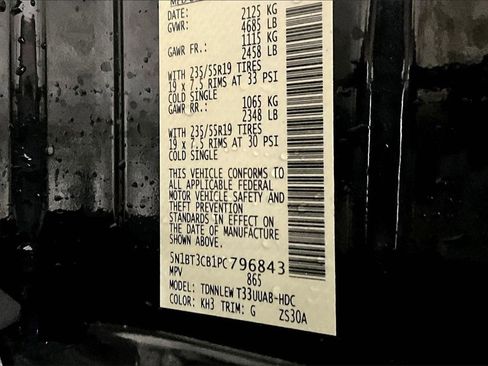 DATE: 2125 KG
GVWR: 4685 LB
1115 KG
GAWR FR.: 2458 LB
WITH 235/55R19 TIRES
19 x 7.5 RIMS AT 33 PSI
COLD SINGLE
1065 KG
GAWR RR.: 2348 LB
WITH 235/55R19 TIRES
19 x 7.5 RIMS AT 30 PSI
COLD SINGLE
THIS VEHICLE CONFORMS TO
ALL APPLICABLE FEDERAL
MOTOR VEHICLE SAFETY AND
THEFT PREVENTION
STANDARDS IN EFFECT ON
THE DATE OF MANUFACTURE
SHOWN ABOVE.
5N1BT3CB1PC796843
MPV 865
MODEL: TDNNLEW T33UUAB-HDC
COLOR: KH3 TRIM: G ZS30A